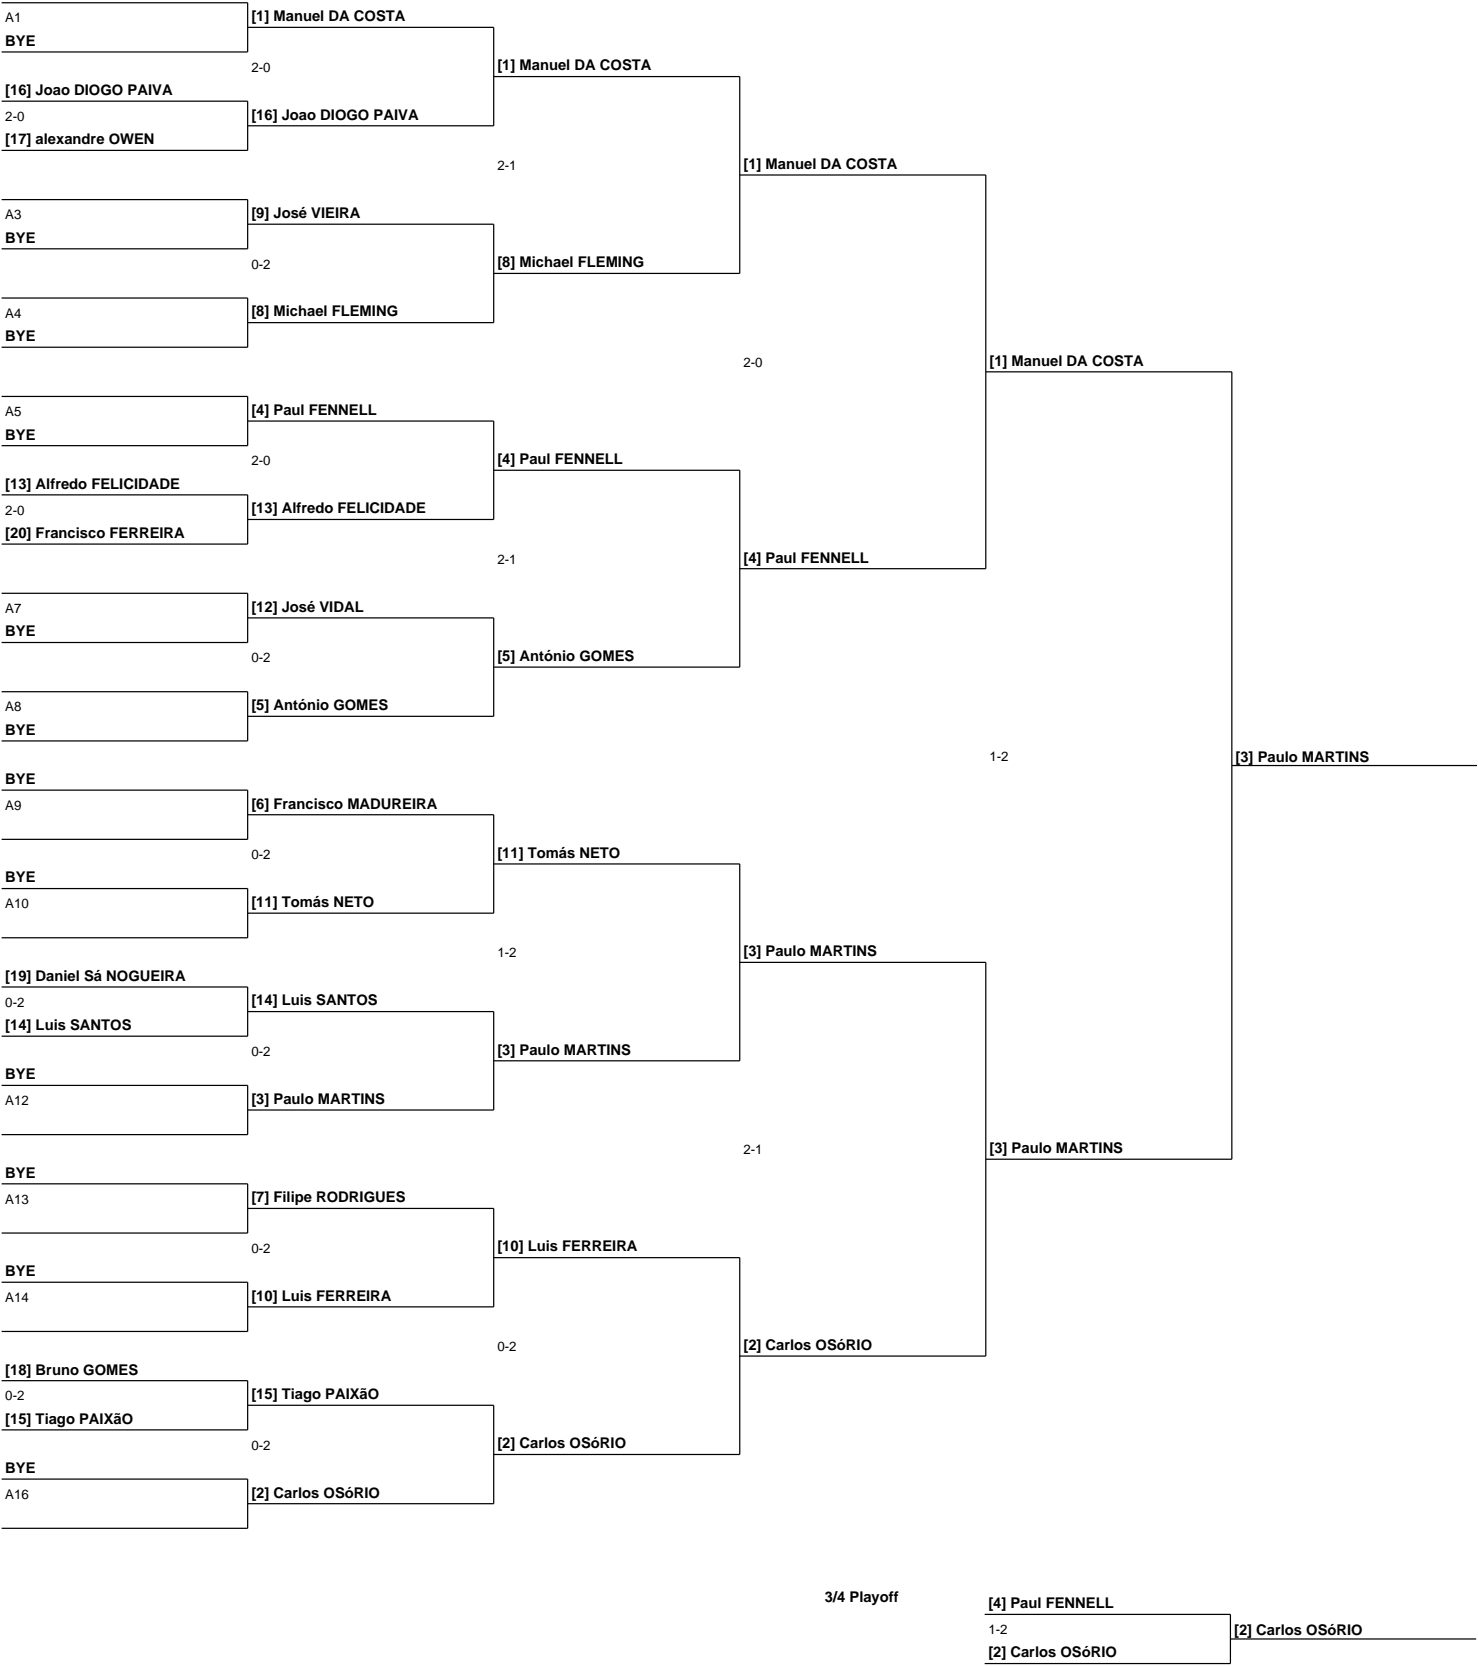 A1
[1] Manuel DA COSTA
BYE
2-0
[1] Manuel DA COSTA
[16] Joao DIOGO PAIVA
2-0
[16] Joao DIOGO PAIVA
[17] alexandre OWEN
2-1
[1] Manuel DA COSTA
A3
[9] José VIEIRA
BYE
0-2
[8] Michael FLEMING
A4
[8] Michael FLEMING
BYE
2-0
[1] Manuel DA COSTA
A5
[4] Paul FENNELL
BYE
2-0
[4] Paul FENNELL
[13] Alfredo FELICIDADE
2-0
[13] Alfredo FELICIDADE
[20] Francisco FERREIRA
2-1
[4] Paul FENNELL
A7
[12] José VIDAL
BYE
0-2
[5] António GOMES
A8
[5] António GOMES
BYE
1-2
[3] Paulo MARTINS
BYE
A9
[6] Francisco MADUREIRA
0-2
[11] Tomás NETO
BYE
A10
[11] Tomás NETO
1-2
[3] Paulo MARTINS
[19] Daniel Sá NOGUEIRA
0-2
[14] Luis SANTOS
[14] Luis SANTOS
0-2
[3] Paulo MARTINS
BYE
A12
[3] Paulo MARTINS
2-1
[3] Paulo MARTINS
BYE
A13
[7] Filipe RODRIGUES
0-2
[10] Luis FERREIRA
BYE
A14
[10] Luis FERREIRA
0-2
[2] Carlos OSóRIO
[18] Bruno GOMES
0-2
[15] Tiago PAIXãO
[15] Tiago PAIXãO
0-2
[2] Carlos OSóRIO
BYE
A16
[2] Carlos OSóRIO
3/4 Playoff
[4] Paul FENNELL
1-2
[2] Carlos OSóRIO
[2] Carlos OSóRIO